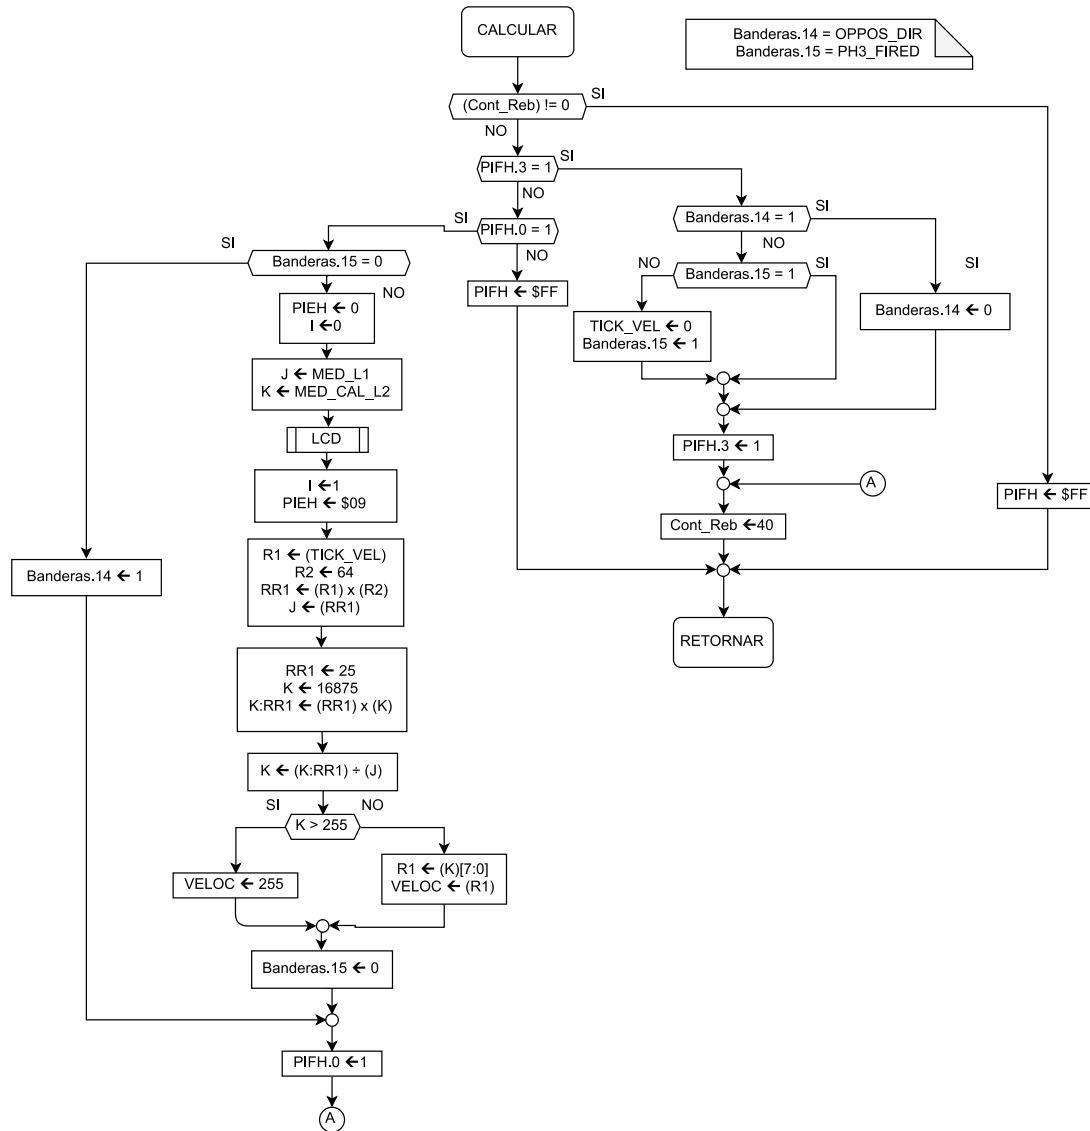 CALCULAR
Banderas.14 = OPPOS_DIR
Banderas.15 = PH3_FIRED
(Cont_Reb) != 0
SI
NO
PIFH.3 = 1
SI
NO
PIFH.0 = 1
SI
NO
Banderas.14 = 1
SI
NO
Banderas.15 = 0
SI
NO
Banderas.15 = 1
NO
SI
SI
PIFH ← $FF
PIEH ← 0
I ←0
TICK_VEL ← 0
Banderas.15 ← 1
Banderas.14 ← 0
J ← MED_L1
K ← MED_CAL_L2
LCD
PIFH.3 ← 1
I ←1
PIEH ← $09
A
PIFH ← $FF
Cont_Reb ←40
R1 ← (TICK_VEL)
R2 ← 64
RR1 ← (R1) x (R2)
J ← (RR1)
Banderas.14 ← 1
RETORNAR
RR1 ← 25
K ← 16875
K:RR1 ← (RR1) x (K)
K ← (K:RR1) ÷ (J)
SI
NO
K > 255
VELOC ← 255
R1 ← (K)[7:0]
VELOC ← (R1)
Banderas.15 ← 0
PIFH.0 ←1
A